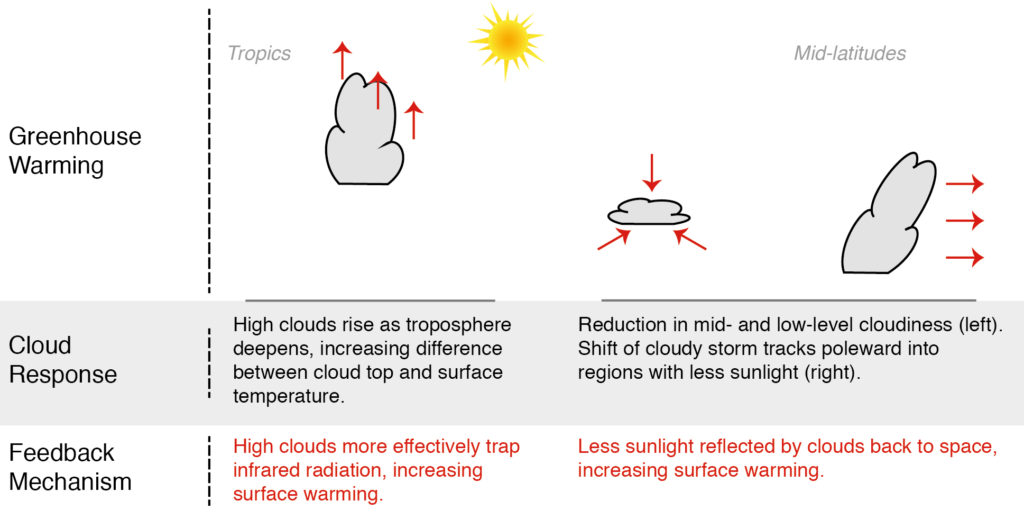 Tropics
Mid-latitudes
Greenhouse
Warming
Cloud
Response
High clouds rise as troposphere
deepens, increasing difference
between cloud top and surface
temperature.
Reduction in mid- and low-level cloudiness (left).
Shift of cloudy storm tracks poleward into
regions with less sunlight (right).
Feedback
Mechanism
High clouds more effectively trap
infrared radiation, increasing
surface warming.
Less sunlight reflected by clouds back to space,
increasing surface warming.